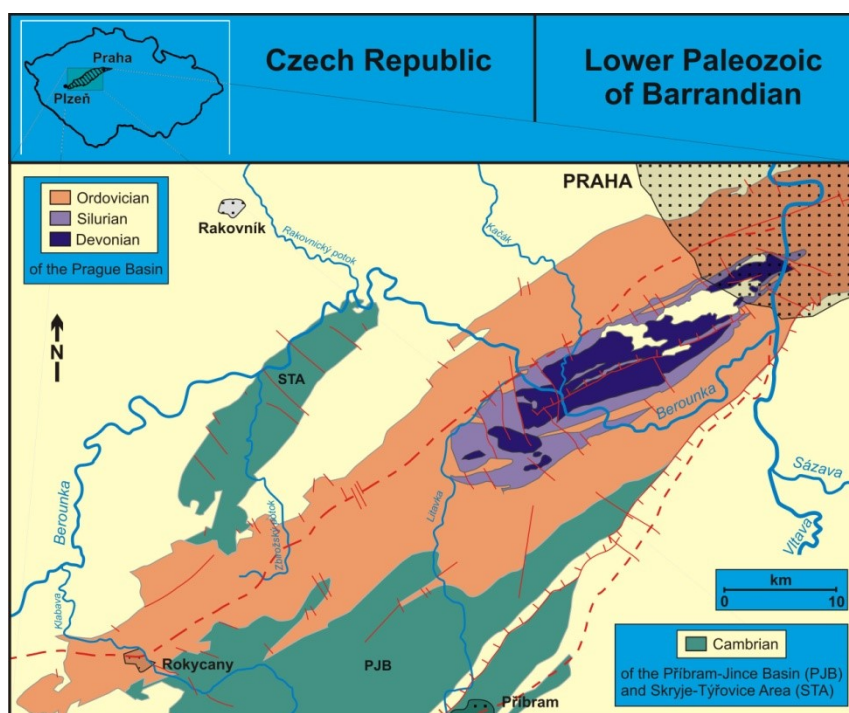 Praha
Plzeň
Czech Republic
Lower Paleozoic
of Barrandian
Ordovician
Silurian
Devonian
of the Prague Basin
Rakovník
Rakovnický potok
Kačák
PRAHA
N
STA
Berounka
Berounka
Sázava
Vltava
Litavka
Zbirožský potok
Klabava
Rokycany
PJB
Příbram
km
0
10
Cambrian
of the Příbram-Jince Basin (PJB)
and Skryje-Týřovice Area (STA)